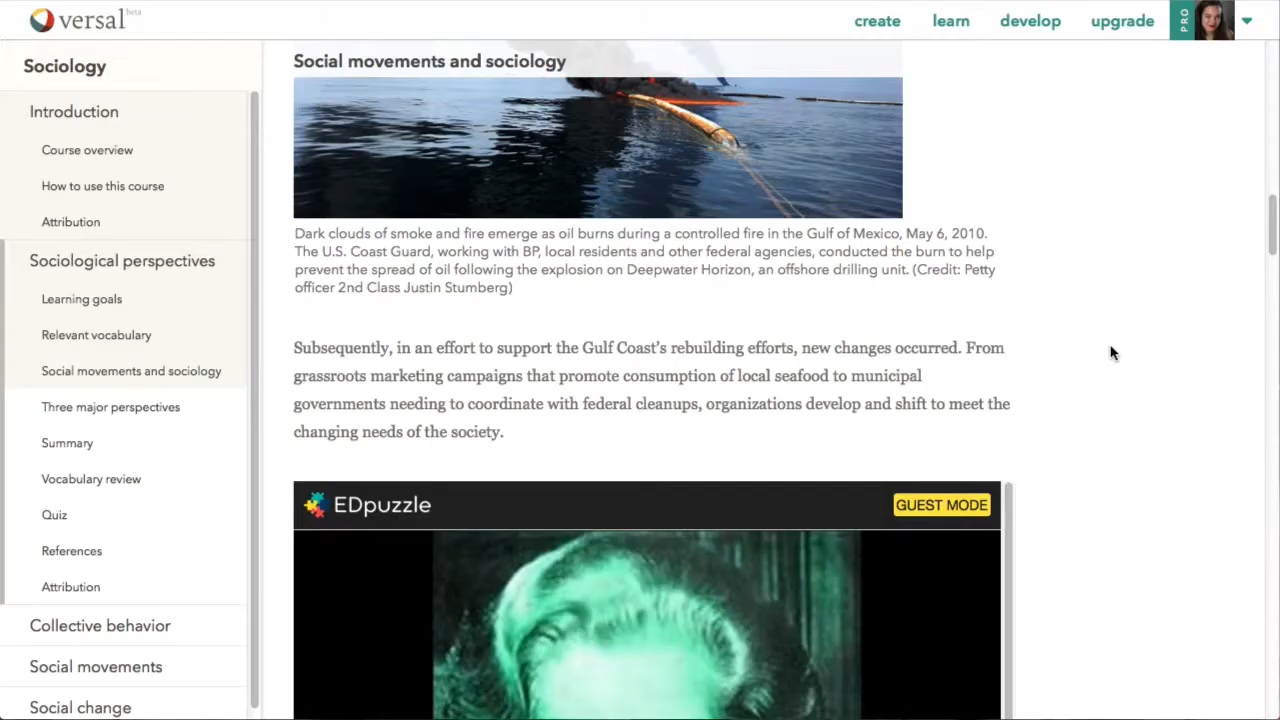 versal beta
create
learn
develop
upgrade
PRO
Sociology
Introduction
Course overview
How to use this course
Attribution
Sociological perspectives
Learning goals
Relevant vocabulary
Social movements and sociology
Three major perspectives
Summary
Vocabulary review
Quiz
References
Attribution
Collective behavior
Social movements
Social change
Social movements and sociology
Dark clouds of smoke and fire emerge as oil burns during a controlled fire in the Gulf of Mexico, May 6, 2010.
The U.S. Coast Guard, working with BP, local residents and other federal agencies, conducted the burn to help
prevent the spread of oil following the explosion on Deepwater Horizon, an offshore drilling unit. (Credit: Petty
officer 2nd Class Justin Stumberg)
Subsequently, in an effort to support the Gulf Coast's rebuilding efforts, new changes occurred. From
grassroots marketing campaigns that promote consumption of local seafood to municipal
governments needing to coordinate with federal cleanups, organizations develop and shift to meet the
changing needs of the society.
EDpuzzle
GUEST MODE